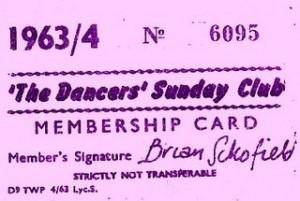 1963/4 No 6095
'The Dancers' Sunday Club
MEMBERSHIP CARD
Member's Signature Brian Schofield
STRICTLY NOT TRANSFERABLE
D9 TWP 4/63 Lyc.S.